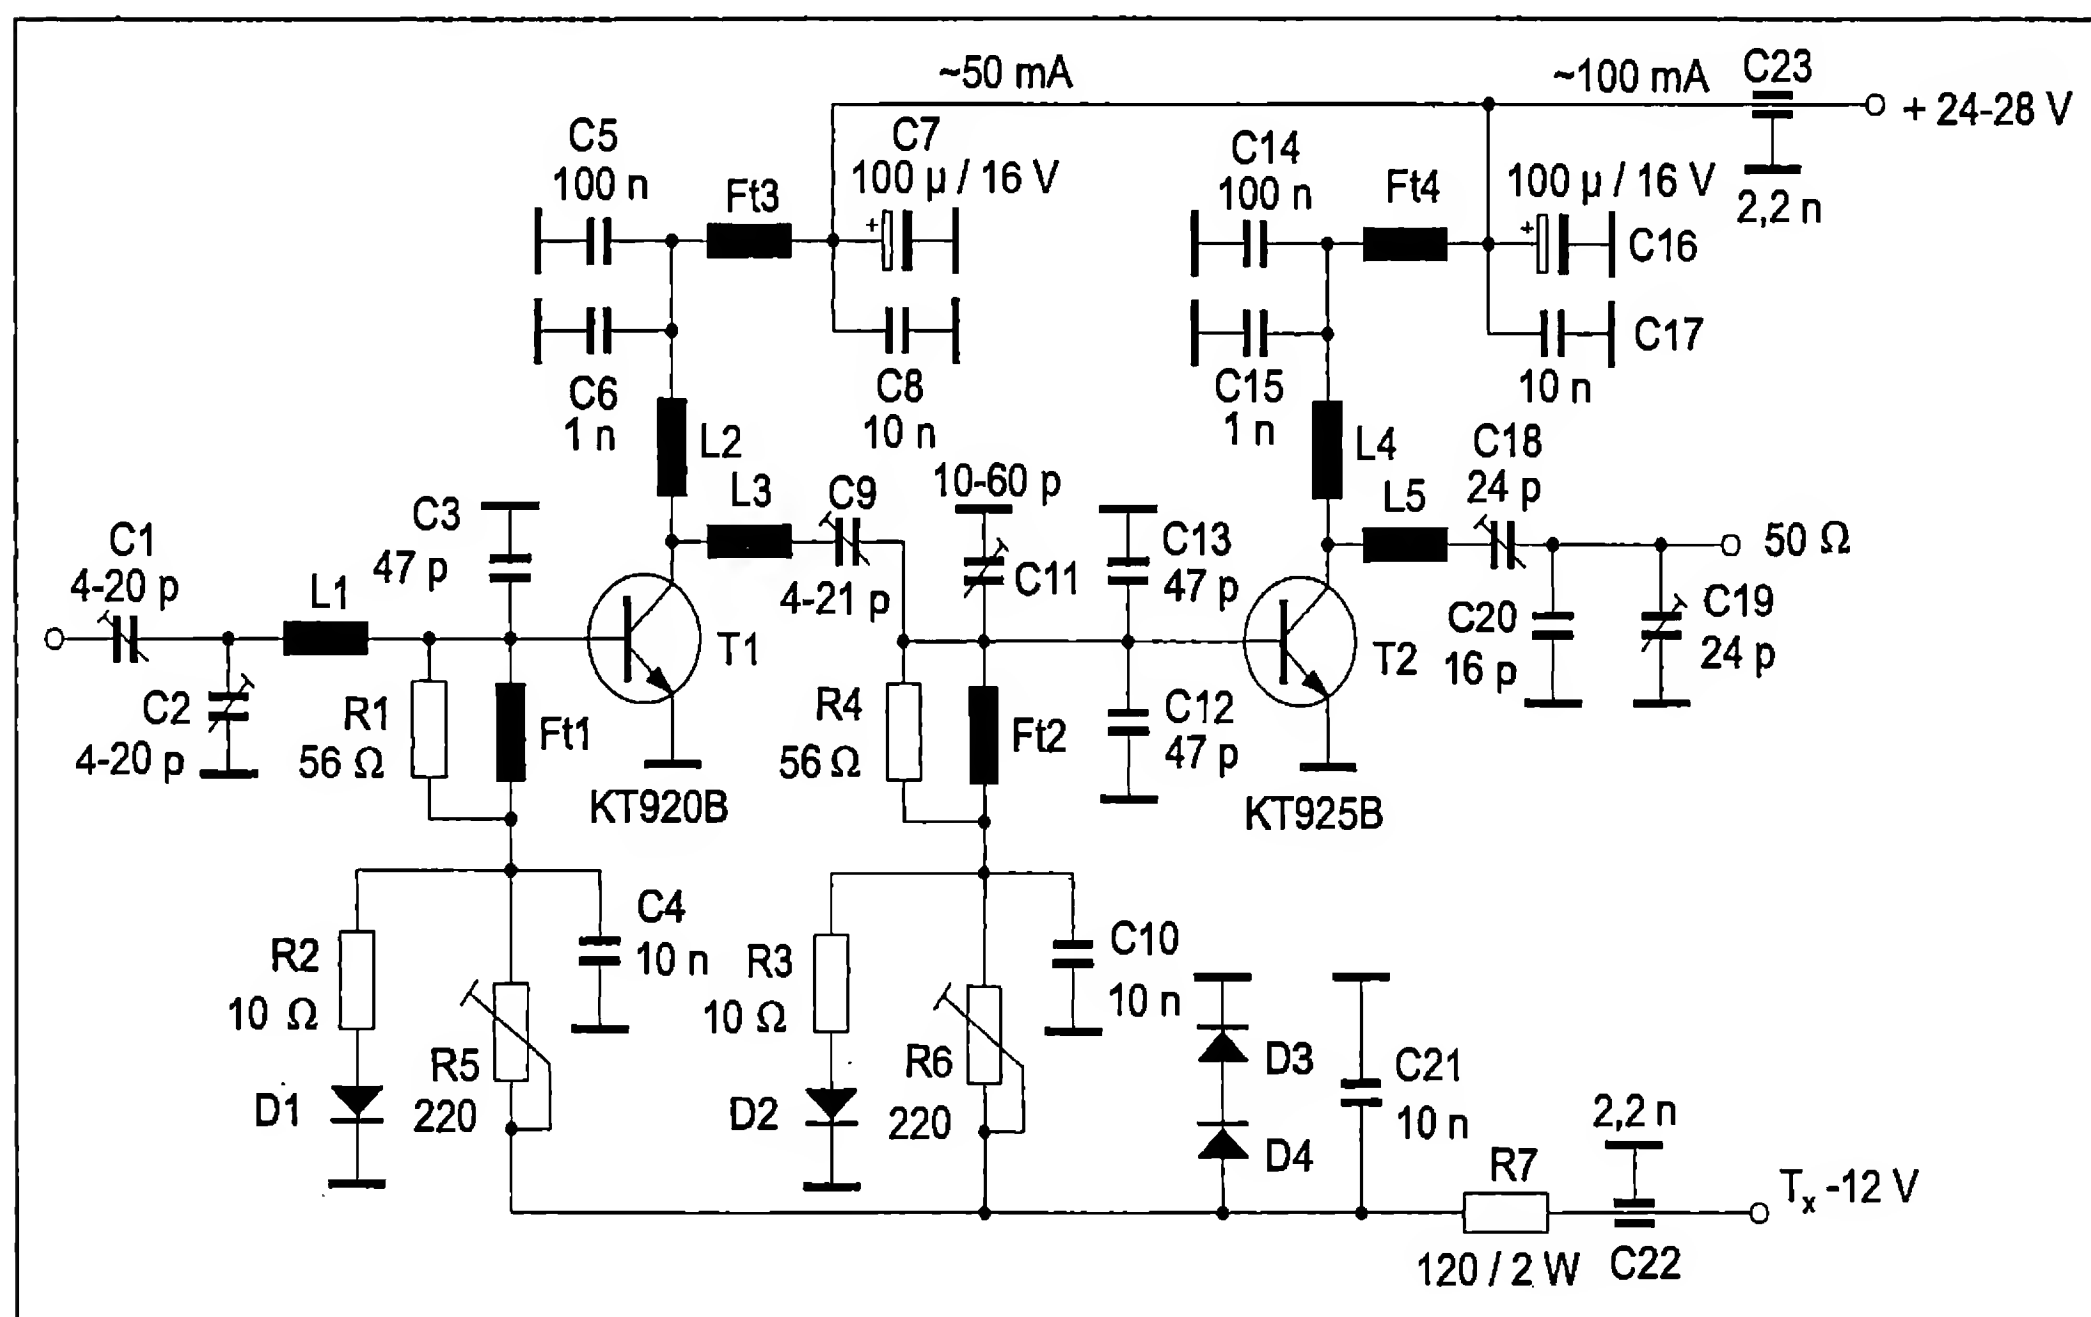 ~50 mA
~100 mA
C23
+ 24-28 V
2,2 n
C5
100 n
Ft3
C7
100 µ / 16 V
C14
100 n
Ft4
100 µ / 16 V
C16
C6
1 n
C8
10 n
C15
1 n
C17
10 n
L2
L3
C9
4-21 p
10-60 p
C11
L4
L5
C18
24 p
50 Ω
C1
4-20 p
L1
C3
47 p
C13
47 p
T1
T2
C20
16 p
C19
24 p
C2
4-20 p
R1
56 Ω
Ft1
KT920B
R4
56 Ω
Ft2
C12
47 p
KT925B
R2
10 Ω
C4
10 n
R3
10 Ω
C10
10 n
R5
220
D1
R6
220
D2
D3
D4
C21
10 n
2,2 n
R7
120 / 2 W
C22
Tx -12 V